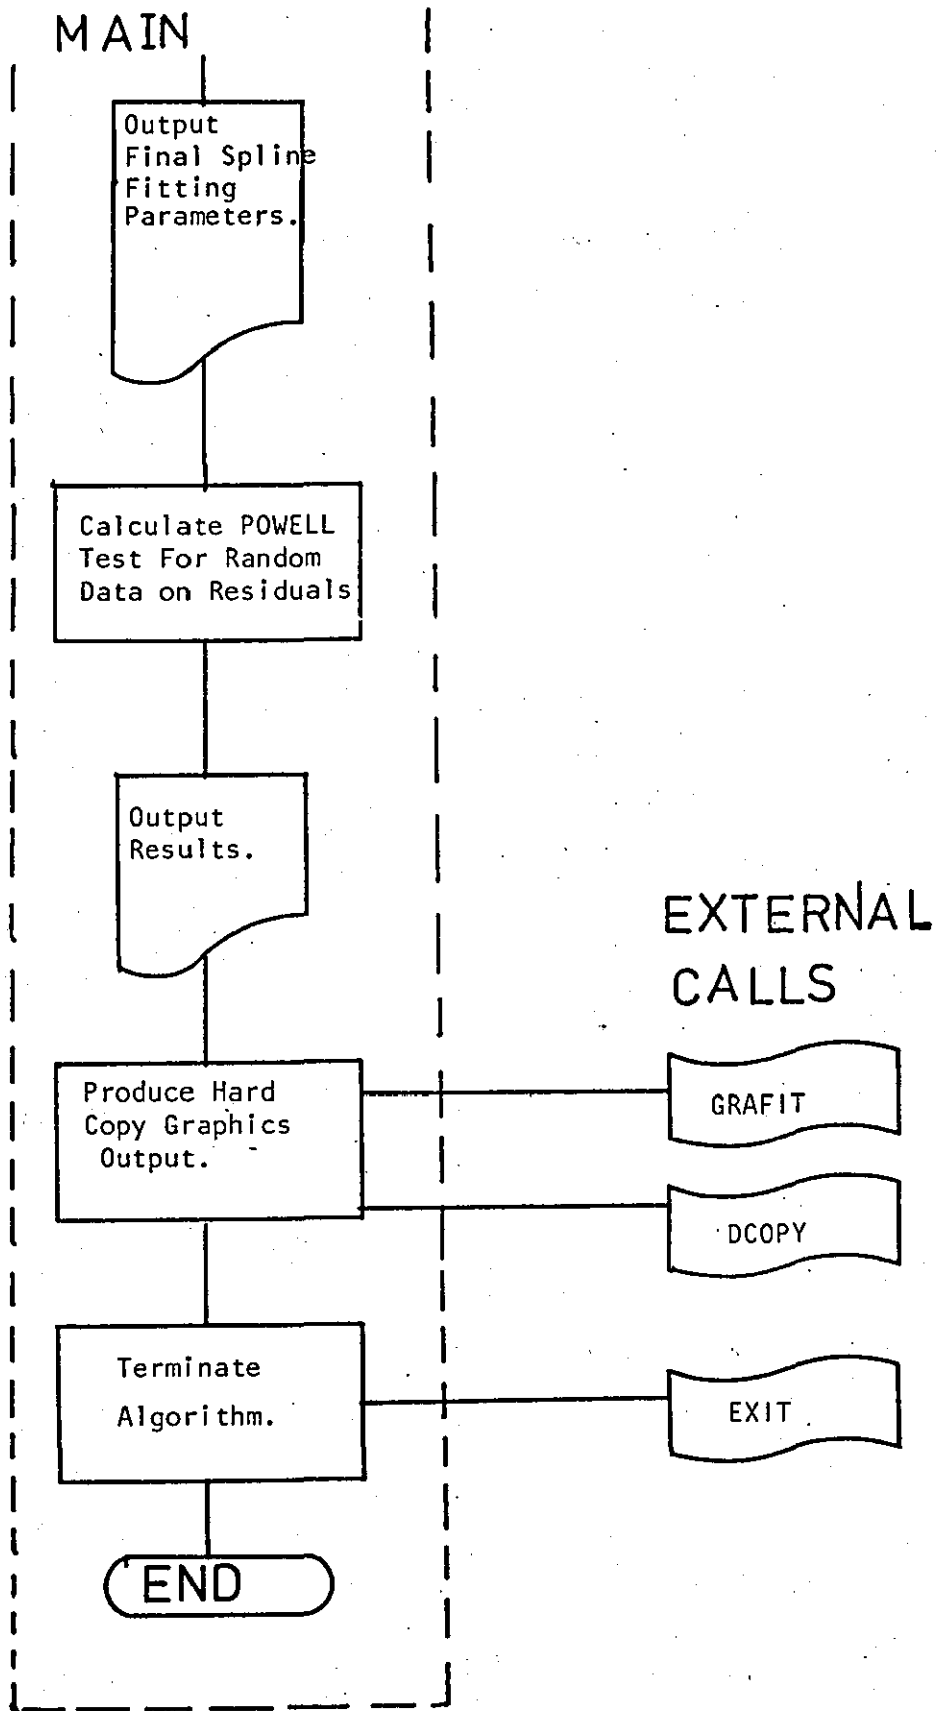 MAIN
Output
Final Spline
Fitting
Parameters.
Calculate POWELL
Test For Random
Data on Residuals
Output
Results.
EXTERNAL
CALLS
Produce Hard
Copy Graphics
Output.
GRAFIT
DCOPY
Terminate
Algorithm.
EXIT
END